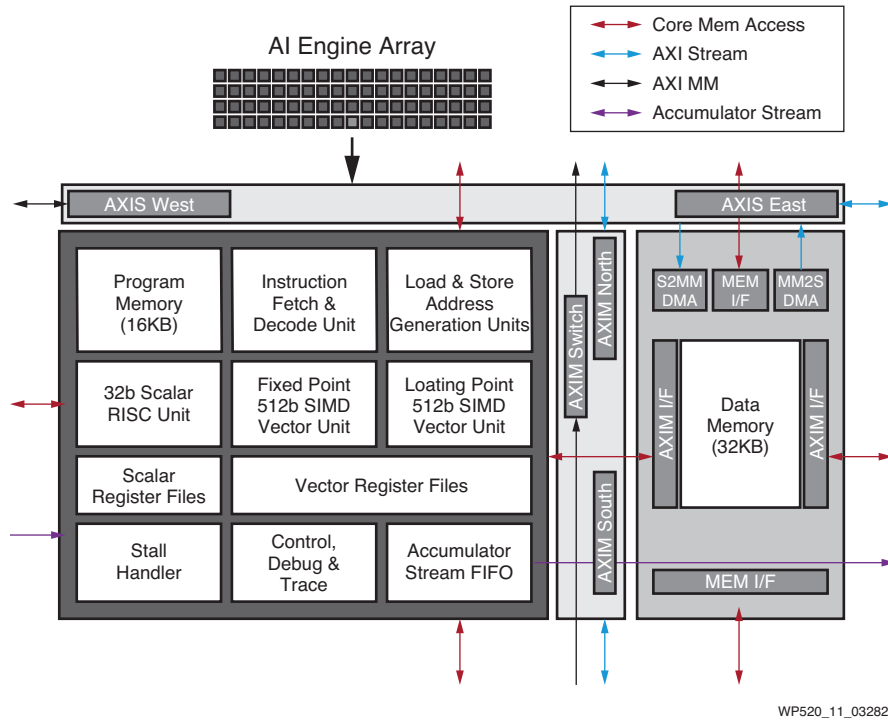 AI Engine Array
Core Mem Access
AXI Stream
AXI MM
Accumulator Stream
AXIS West
AXIS East
Program
Memory
(16KB)
Instruction
Fetch &
Decode Unit
Load & Store
Address
Generation Units
32b Scalar
RISC Unit
Fixed Point
512b SIMD
Vector Unit
Loating Point
512b SIMD
Vector Unit
Scalar
Register Files
Vector Register Files
Stall
Handler
Control,
Debug &
Trace
Accumulator
Stream FIFO
AXIM Switch
AXIM North
AXIM South
S2MM
DMA
MEM
I/F
MM2S
DMA
AXIM I/F
Data
Memory
(32KB)
AXIM I/F
MEM I/F
WP520_11_03282